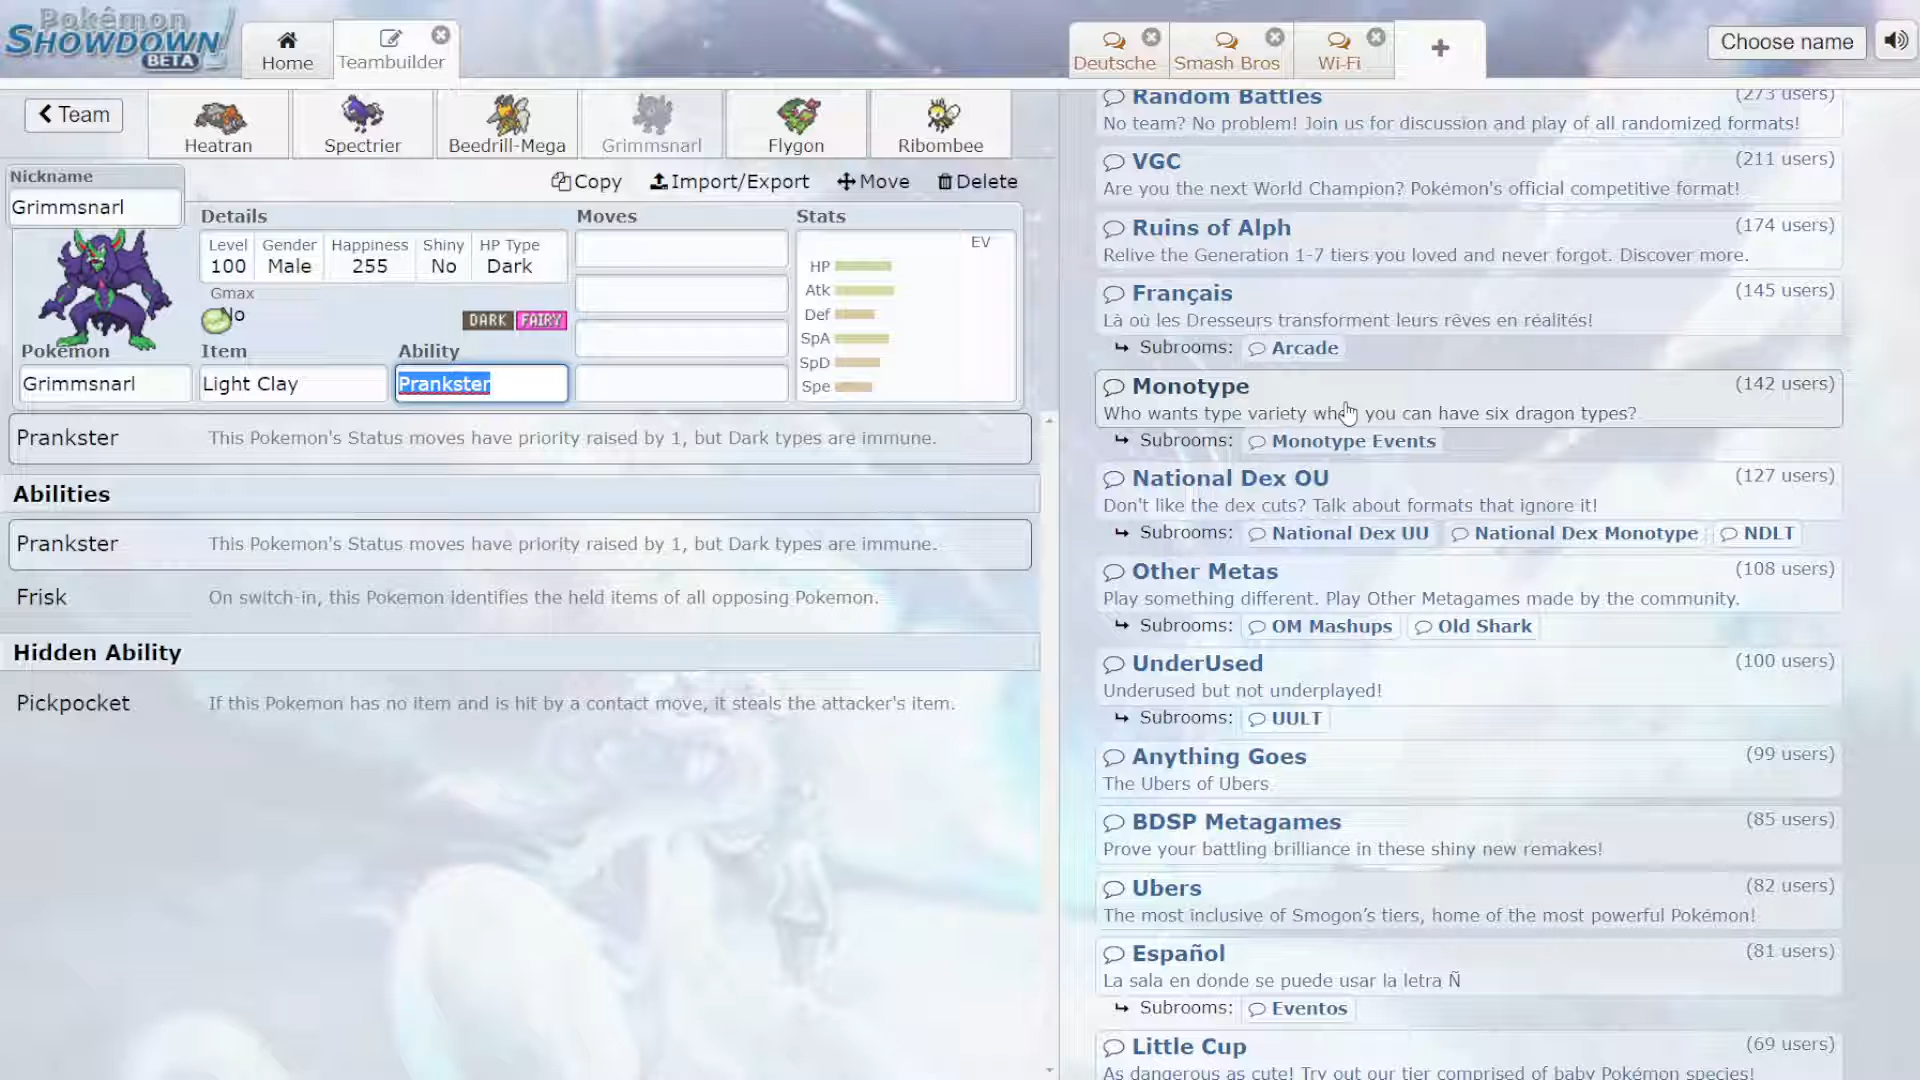 Pokémon
SHOWDOWN
BETA
Home
Teambuilder
Deutsche
Smash Bros
Wi-Fi
+
Choose name
Team
Heatran
Spectrier
Beedrill-Mega
Grimmsnarl
Flygon
Ribombee
Copy
Import/Export
Move
Delete
Nickname
Grimmsnarl
Details
Level
100
Gender
Male
Happiness
255
Shiny
No
HP Type
Dark
Gmax
No
DARK FAIRY
Pokémon
Grimmsnarl
Item
Light Clay
Ability
Prankster
Moves
Stats
EV
HP
Atk
Def
SpA
SpD
Spe
Prankster This Pokemon's Status moves have priority raised by 1, but Dark types are immune.
Abilities
Prankster This Pokemon's Status moves have priority raised by 1, but Dark types are immune.
Frisk On switch-in, this Pokemon identifies the held items of all opposing Pokemon.
Hidden Ability
Pickpocket If this Pokemon has no item and is hit by a contact move, it steals the attacker's item.
Random Battles (273 users)
No team? No problem! Join us for discussion and play of all randomized formats!
VGC (211 users)
Are you the next World Champion? Pokémon's official competitive format!
Ruins of Alph (174 users)
Relive the Generation 1-7 tiers you loved and never forgot. Discover more.
Français (145 users)
Là où les Dresseurs transforment leurs rêves en réalités!
Subrooms: Arcade
Monotype (142 users)
Who wants type variety when you can have six dragon types?
Subrooms: Monotype Events
National Dex OU (127 users)
Don't like the dex cuts? Talk about formats that ignore it!
Subrooms: National Dex UU National Dex Monotype NDLT
Other Metas (108 users)
Play something different. Play Other Metagames made by the community.
Subrooms: OM Mashups Old Shark
UnderUsed (100 users)
Underused but not underplayed!
Subrooms: UULT
Anything Goes (99 users)
The Ubers of Ubers
BDSP Metagames (85 users)
Prove your battling brilliance in these shiny new remakes!
Ubers (82 users)
The most inclusive of Smogon’s tiers, home of the most powerful Pokémon!
Español (81 users)
La sala en donde se puede usar la letra Ñ
Subrooms: Eventos
Little Cup (69 users)
As dangerous as cute! Try out our tier comprised of baby Pokémon species!